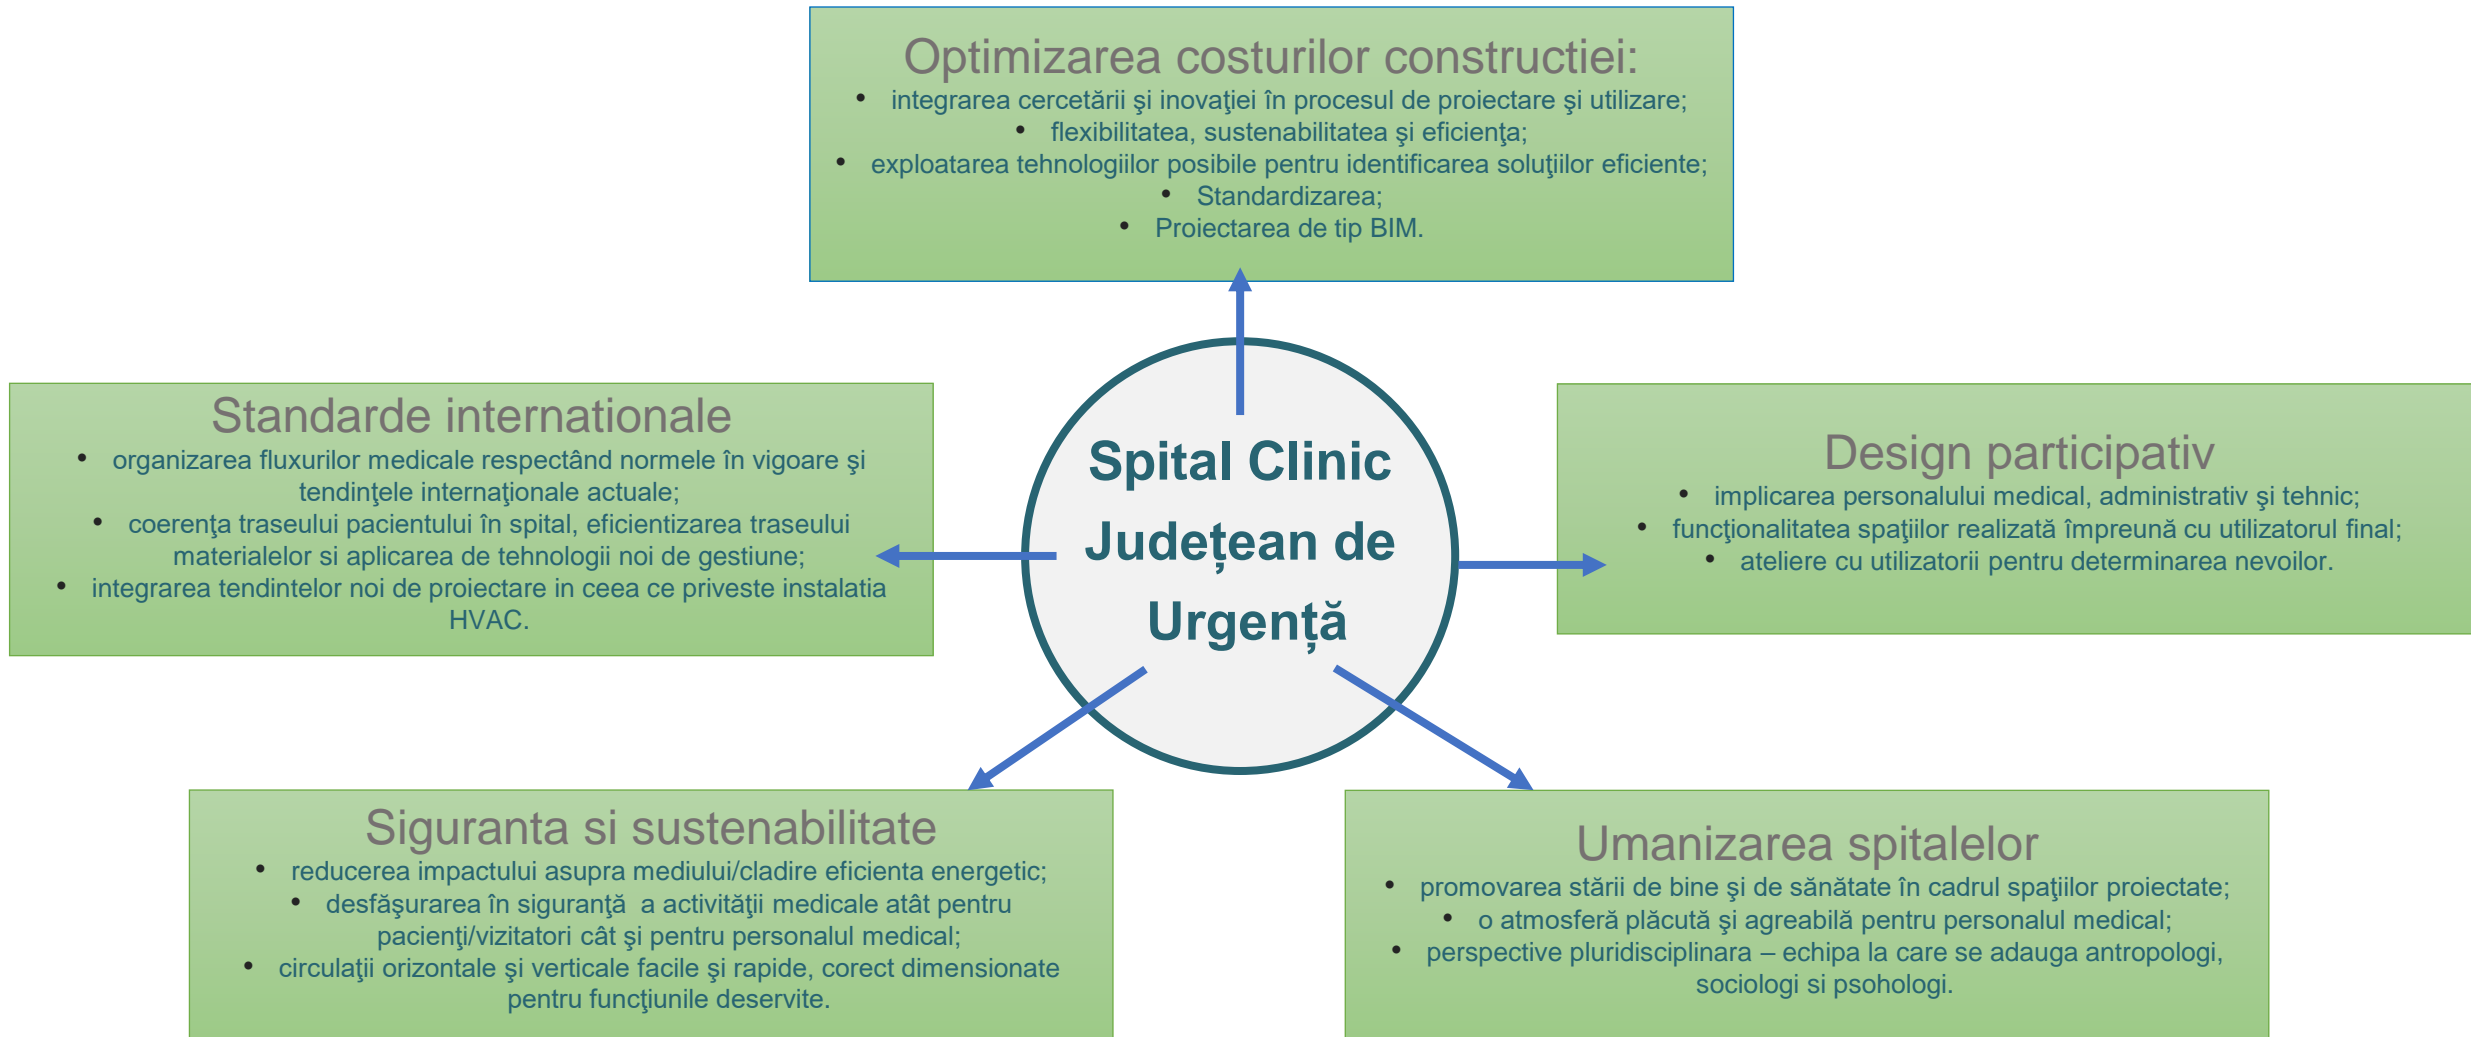 Optimizarea costurilor constructiei:
• integrarea cercetării şi inovaţiei în procesul de proiectare şi utilizare;
• flexibilitatea, sustenabilitatea şi eficienţa;
• exploatarea tehnologiilor posibile pentru identificarea soluţiilor eficiente;
• Standardizarea;
• Proiectarea de tip BIM.
Standarde internationale
• organizarea fluxurilor medicale respectând normele în vigoare şi
tendinţele internaţionale actuale;
• coerenţa traseului pacientului în spital, eficientizarea traseului
materialelor si aplicarea de tehnologii noi de gestiune;
• integrarea tendintelor noi de proiectare in ceea ce priveste instalatia
HVAC.
Spital Clinic
Județean de
Urgență
Design participativ
• implicarea personalului medical, administrativ şi tehnic;
• funcţionalitatea spaţiilor realizată împreună cu utilizatorul final;
• ateliere cu utilizatorii pentru determinarea nevoilor.
Siguranta si sustenabilitate
• reducerea impactului asupra mediului/cladire eficienta energetic;
• desfăşurarea în siguranţă a activităţii medicale atât pentru
pacienţi/vizitatori cât şi pentru personalul medical;
• circulaţii orizontale şi verticale facile şi rapide, corect dimensionate
pentru funcţiunile deservite.
Umanizarea spitalelor
• promovarea stării de bine şi de sănătate în cadrul spaţiilor proiectate;
• o atmosferă plăcută şi agreabilă pentru personalul medical;
• perspective pluridisciplinara – echipa la care se adauga antropologi,
sociologi si psohologi.